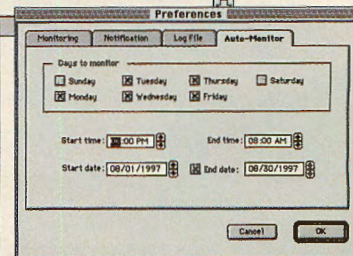 Preferences
Monitoring Notification Log File Auto-Monitor
Days to monitor
Sunday Tuesday Thursday Saturday
Monday Wednesday Friday
Start time: :00 PM End time: 08:00 AM
Start date: 08/01/1997 End date: 08/30/1997
Cancel OK